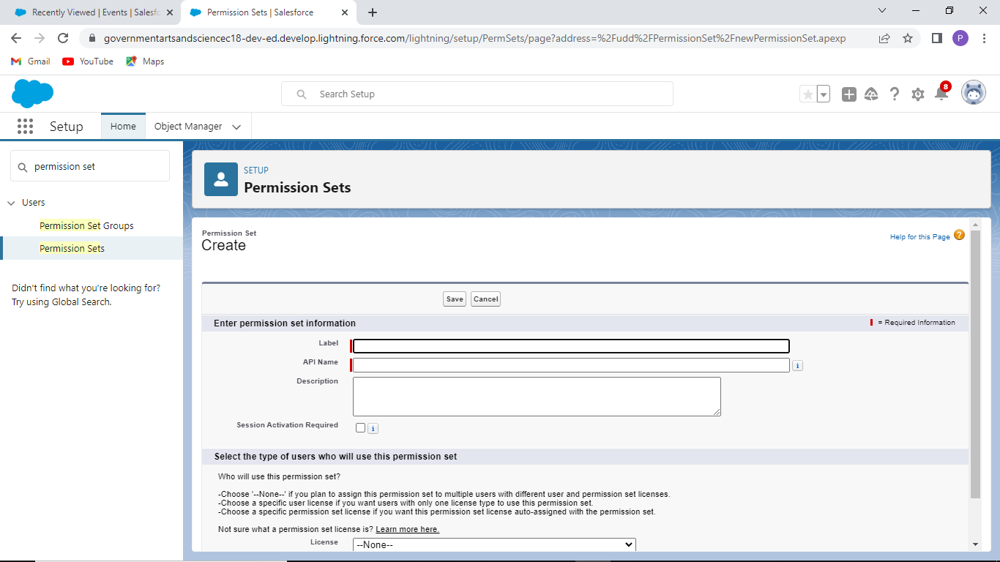 Recently Viewed | Events | Salesfo
Permission Sets | Salesforce
governmentartsandsciencec18-dev-ed.develop.lightning.force.com/lightning/setup/PermSets/page?address=%2Fudd%2FPermissionSet%2FnewPermissionSet.apexp
P
Gmail
YouTube
Maps
Search Setup
8
Setup
Home
Object Manager
permission set
Users
Permission Set Groups
Permission Sets
Didn't find what you're looking for?
Try using Global Search.
SETUP
Permission Sets
Permission Set
Create
Help for this Page
?
Save
Cancel
Enter permission set information
= Required Information
Label
API Name
i
Description
Session Activation Required
i
Select the type of users who will use this permission set
Who will use this permission set?
-Choose '--None--' if you plan to assign this permission set to multiple users with different user and permission set licenses.
-Choose a specific user license if you want users with only one license type to use this permission set.
-Choose a specific permission set license if you want this permission set license auto-assigned with the permission set.
Not sure what a permission set license is? Learn more here.
License
--None--